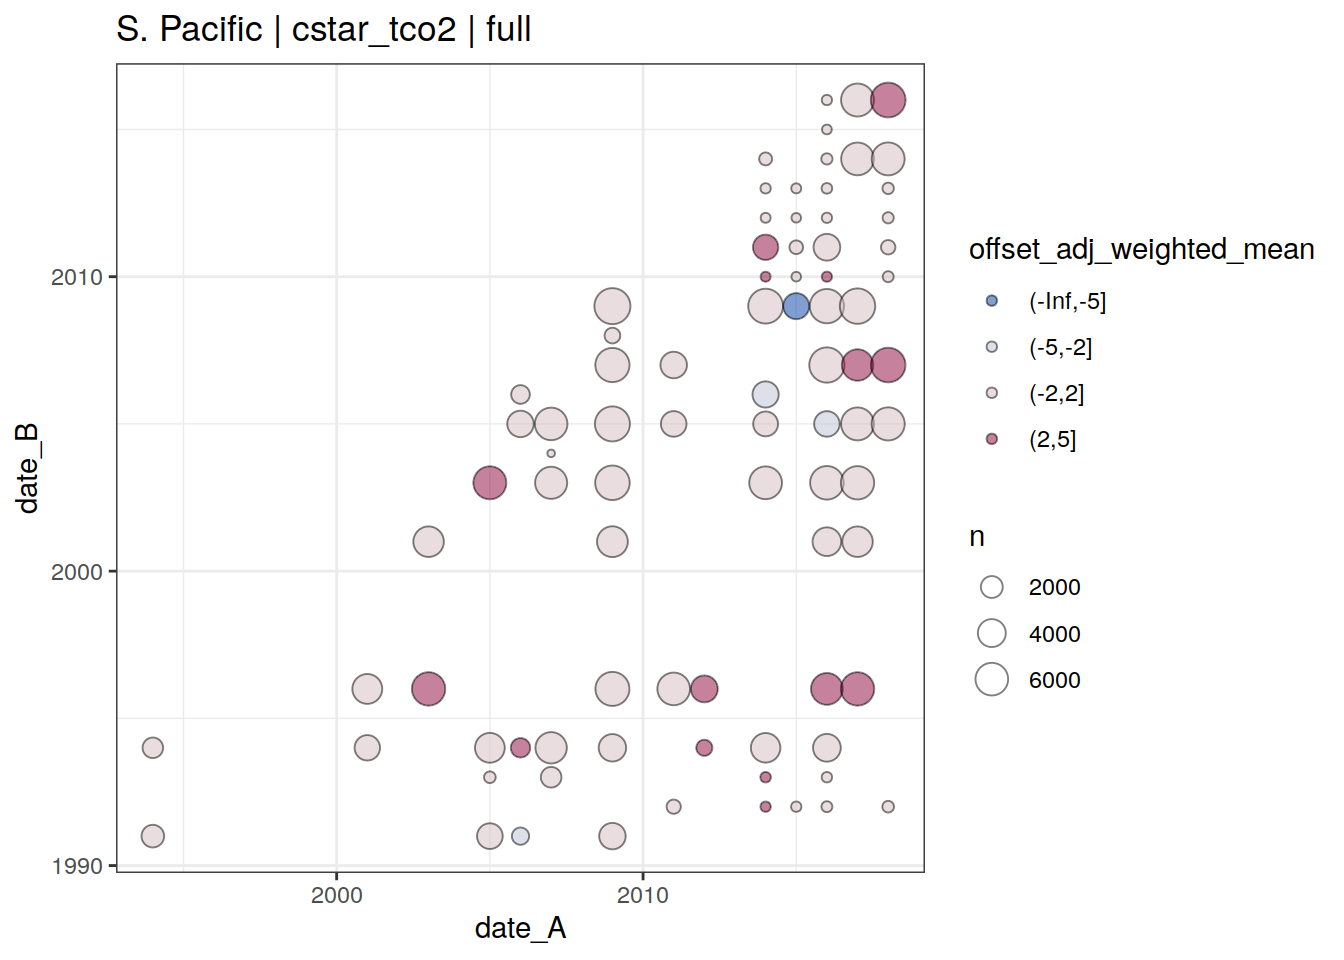 S. Pacific | cstar_tco2 | full
date_B
2010
2000
1990
2000
2010
date_A
offset_adj_weighted_mean
(-Inf,-5]
(-5,-2]
(-2,2]
(2,5]
n
2000
4000
6000